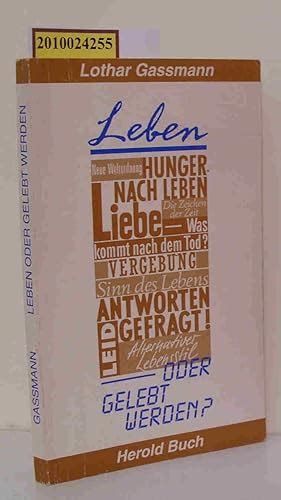 2010024255
Lothar Gassmann
Leben
Neue Weltordnung HUNGER
NACH LEBEN
Die Zeichen
der Zeit
Liebe
Was
kommt nach dem Tod?
VERGEBUNG
Sinn des Lebens
ANTWORTEN
GEFRAGT!
LEID
Alternativer
Lebensstil
ODER
GELEBT
WERDEN?
Herold Buch
GASSMANN LEBEN ODER GELEBT WERDEN